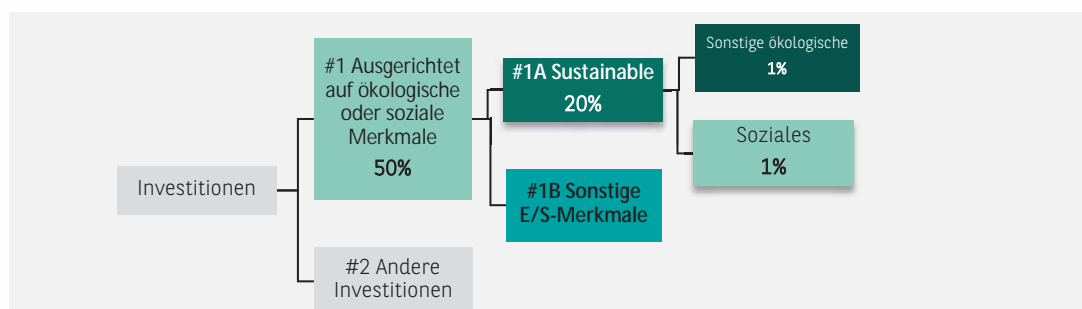 Investitionen
#1 Ausgerichtet
auf ökologische
oder soziale
Merkmale
50%
#2 Andere
Investitionen
#1A Sustainable
20%
#1B Sonstige
E/S-Merkmale
Sonstige ökologische
1%
Soziales
1%